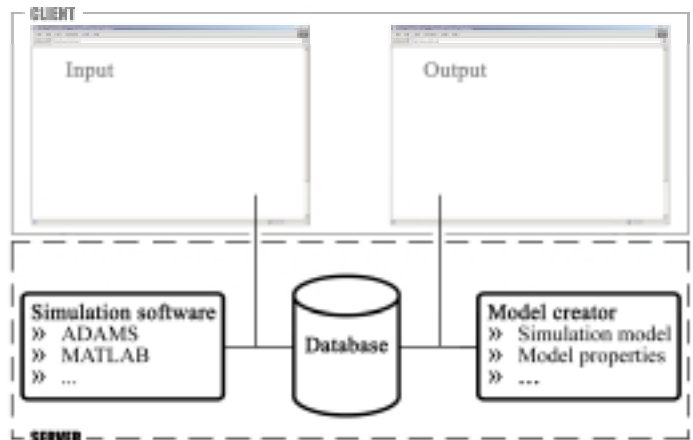 CLIENT
Input
Output
Simulation software
» ADAMS
» MATLAB
» ...
Database
Model creator
» Simulation model
» Model properties
» ...
SERVER